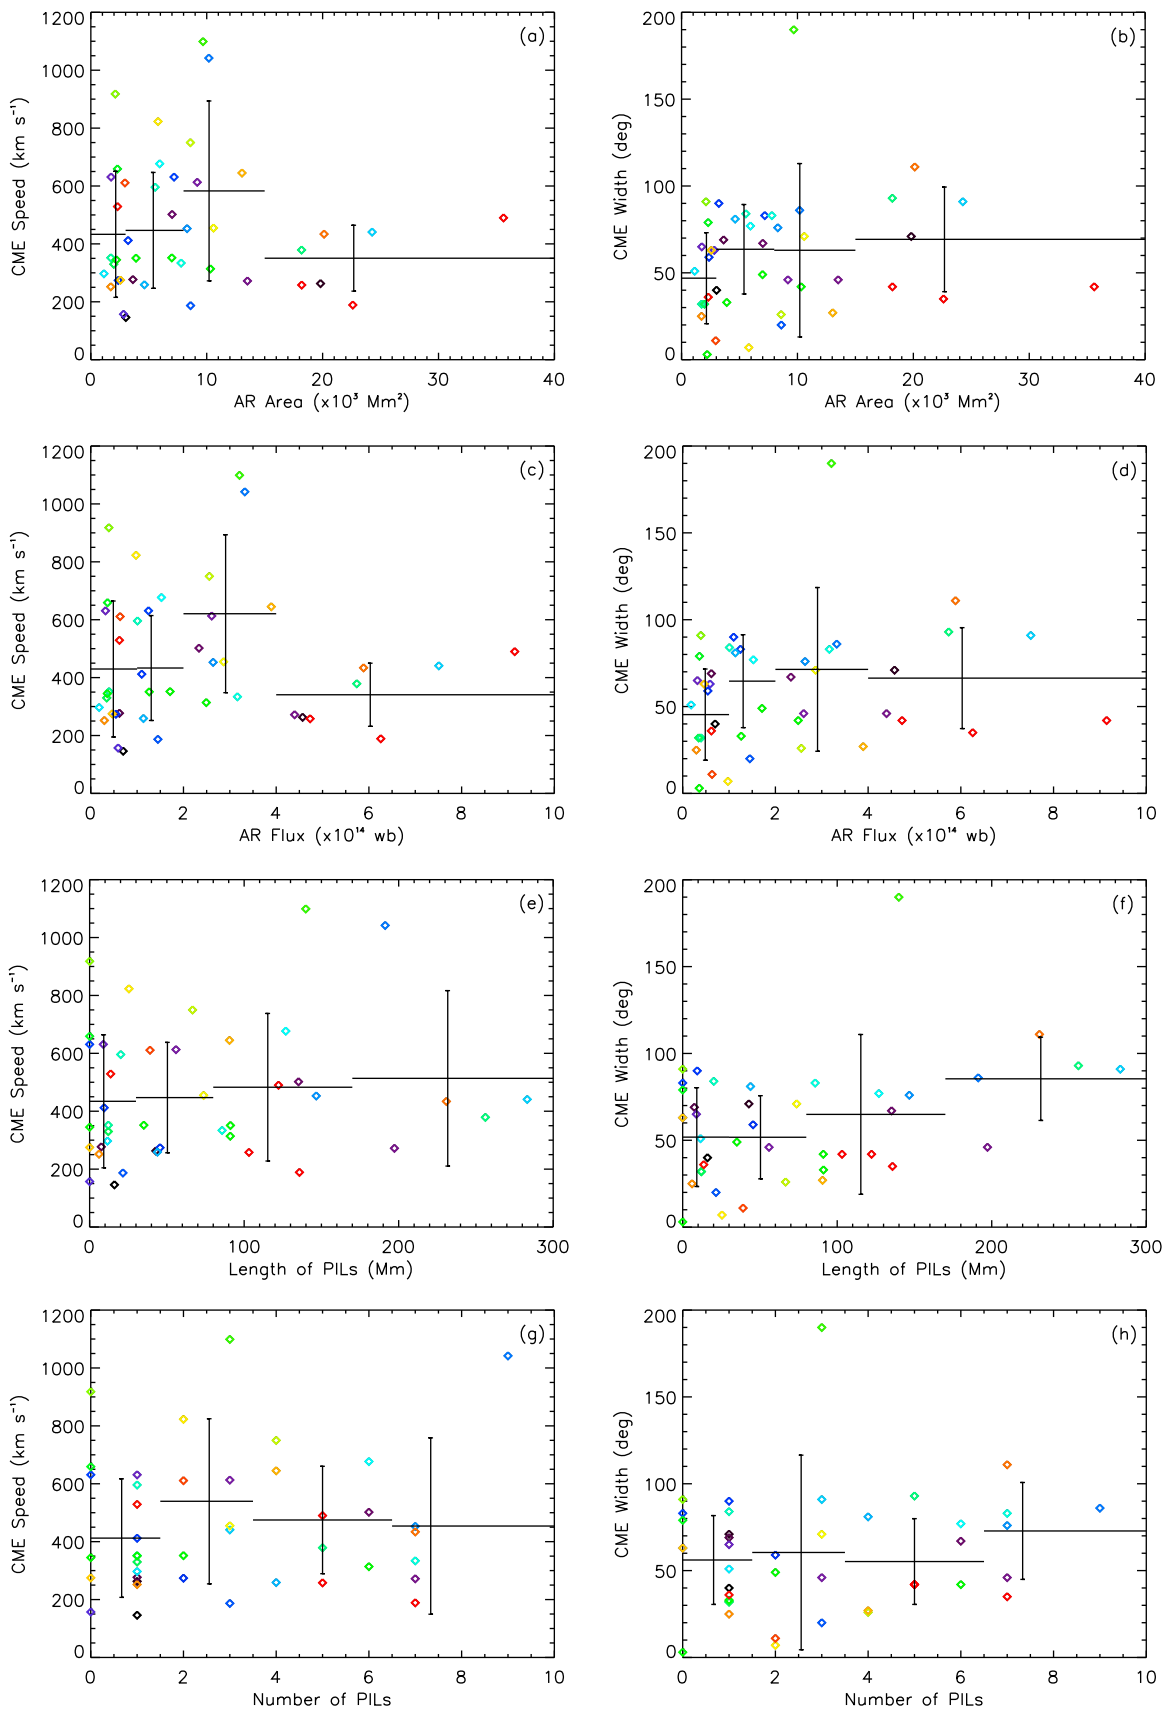 1200
1000
800
600
400
200
0
CME Speed (km s⁻¹)
(a)
0 10 20 30 40
AR Area (x10³ Mm²)
200
150
100
50
0
CME Width (deg)
(b)
0 10 20 30 40
AR Area (x10³ Mm²)
1200
1000
800
600
400
200
0
CME Speed (km s⁻¹)
(c)
0 2 4 6 8 10
AR Flux (x10¹⁴ wb)
200
150
100
50
0
CME Width (deg)
(d)
0 2 4 6 8 10
AR Flux (x10¹⁴ wb)
1200
1000
800
600
400
200
0
CME Speed (km s⁻¹)
(e)
0 100 200 300
Length of PILs (Mm)
200
150
100
50
0
CME Width (deg)
(f)
0 100 200 300
Length of PILs (Mm)
1200
1000
800
600
400
200
0
CME Speed (km s⁻¹)
(g)
0 2 4 6 8 10
Number of PILs
200
150
100
50
0
CME Width (deg)
(h)
0 2 4 6 8 10
Number of PILs